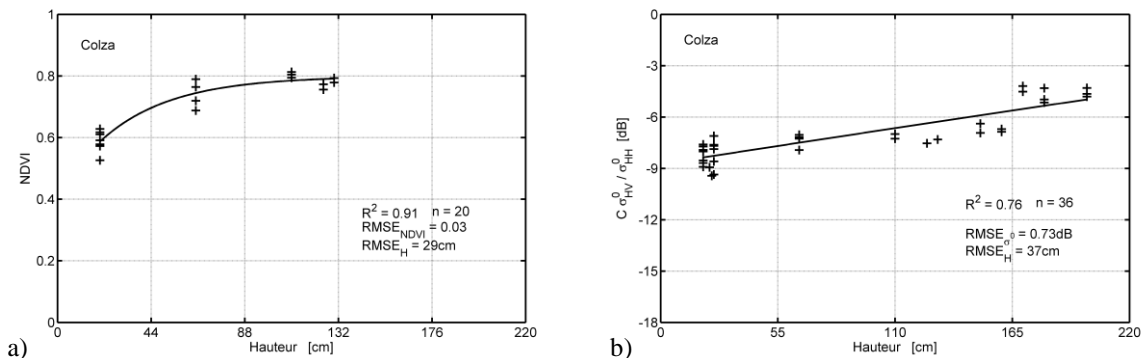 Colza
NDVI
1
0.8
0.6
0.4
0.2
0
0
44
88
132
176
220
Hauteur [cm]
R² = 0.91 n = 20
RMSE_NDVI = 0.03
RMSE_H = 29cm
a)
Colza
C σ⁰_HV / σ⁰_HH [dB]
0
-3
-6
-9
-12
-15
-18
0
55
110
165
220
Hauteur [cm]
R² = 0.76 n = 36
RMSE_σ⁰ = 0.73dB
RMSE_H = 37cm
b)